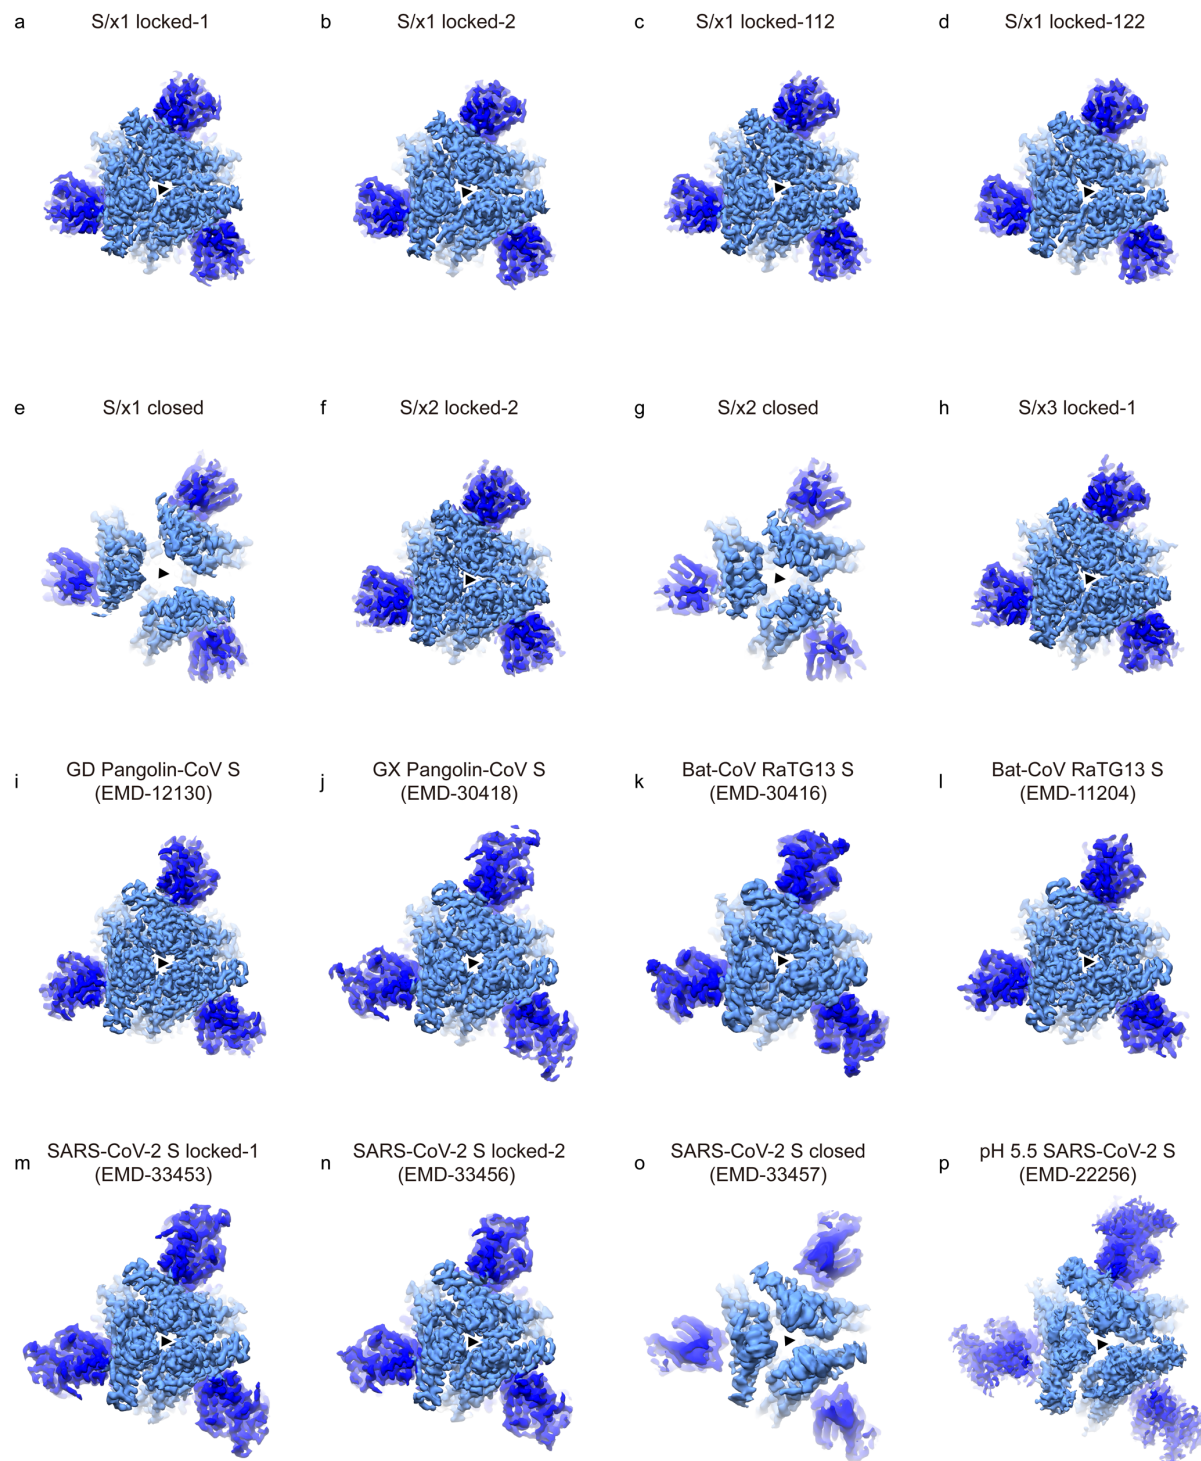 a S/x1 locked-1
b S/x1 locked-2
c S/x1 locked-112
d S/x1 locked-122
e S/x1 closed
f S/x2 locked-2
g S/x2 closed
h S/x3 locked-1
i GD Pangolin-CoV S
(EMD-12130)
j GX Pangolin-CoV S
(EMD-30418)
k Bat-CoV RaTG13 S
(EMD-30416)
l Bat-CoV RaTG13 S
(EMD-11204)
m SARS-CoV-2 S locked-1
(EMD-33453)
n SARS-CoV-2 S locked-2
(EMD-33456)
o SARS-CoV-2 S closed
(EMD-33457)
p pH 5.5 SARS-CoV-2 S
(EMD-22256)